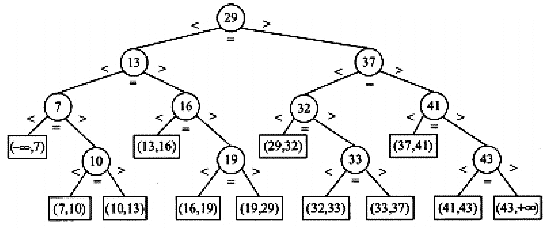 29
< = >
13 37
< = > < = >
7 16 32 41
< = > < = > < = > < = >
(-∞,7) (13,16) (29,32) (37,41)
10 19 33 43
< = > < = > < = > < = >
(7,10) (10,13) (16,19) (19,29) (32,33) (33,37) (41,43) (43,+∞)